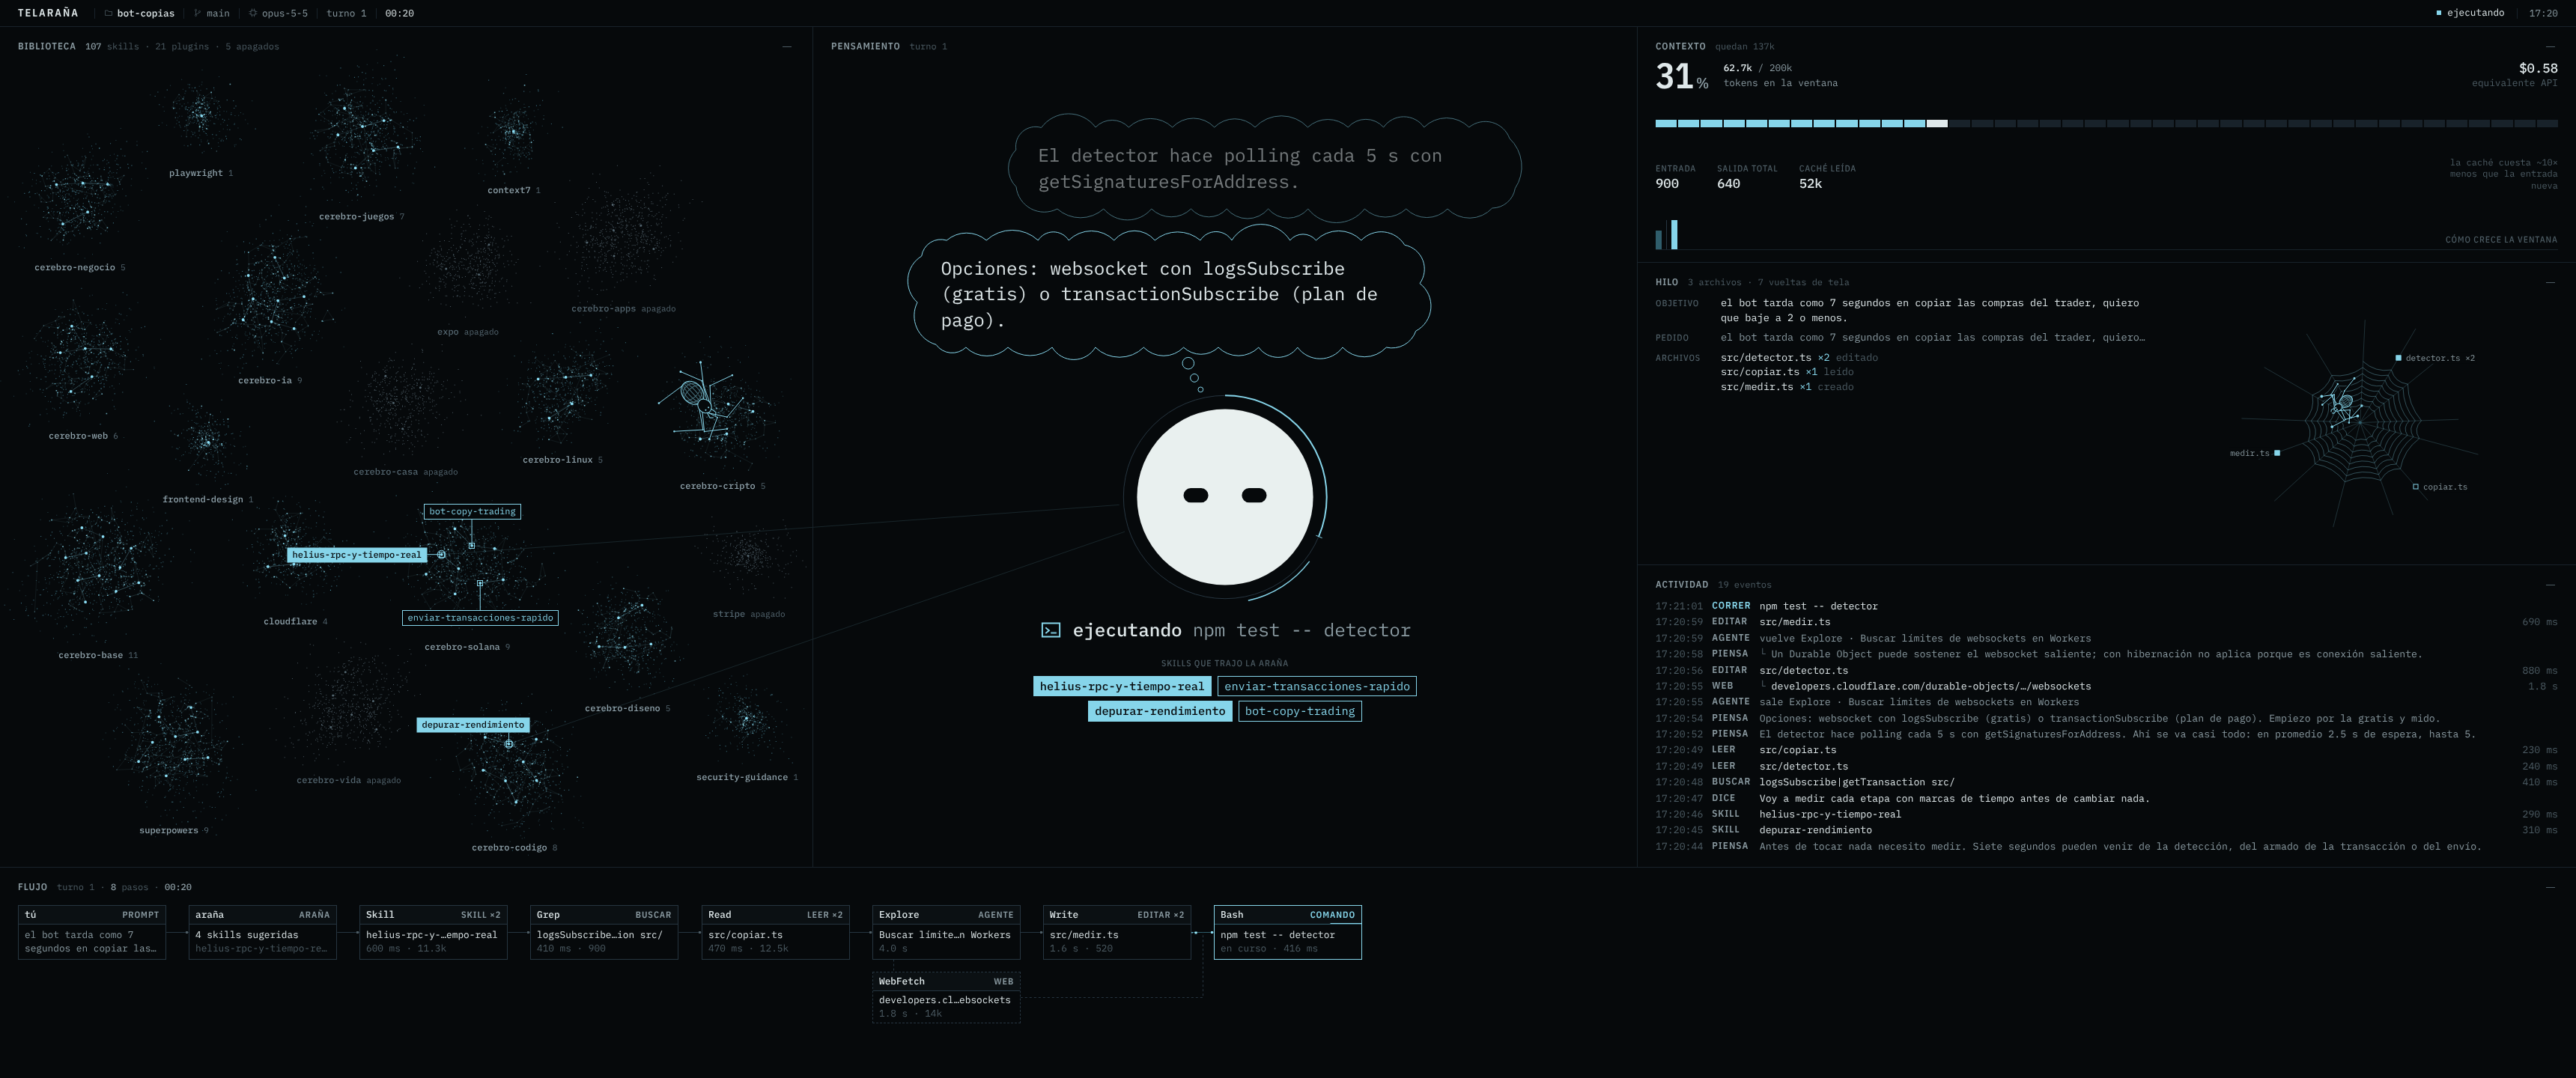 TELARAÑA bot-copias main opus-5-5 turno 1 00:20 ejecutando 17:20
BIBLIOTECA 107 skills · 21 plugins · 5 apagados
playwright 1
context7 1
cerebro-juegos 7
cerebro-negocio 5
cerebro-apps apagado
expo apagado
cerebro-ia 9
cerebro-web 6
cerebro-linux 5
cerebro-casa apagado
cerebro-cripto 5
frontend-design 1
bot-copy-trading
helius-rpc-y-tiempo-real
enviar-transacciones-rapido
stripe apagado
cloudflare 4
cerebro-solana 9
cerebro-base 11
cerebro-diseno 5
depurar-rendimiento
security-guidance 1
cerebro-vida apagado
superpowers 9
cerebro-codigo 8
PENSAMIENTO turno 1
El detector hace polling cada 5 s con
getSignaturesForAddress.
Opciones: websocket con logsSubscribe
(gratis) o transactionSubscribe (plan de
pago).
ejecutando npm test -- detector
SKILLS QUE TRAJO LA ARAÑA
helius-rpc-y-tiempo-real enviar-transacciones-rapido
depurar-rendimiento bot-copy-trading
CONTEXTO quedan 137k
31% 62.7k / 200k
tokens en la ventana
$0.58
equivalente API
ENTRADA SALIDA TOTAL CACHÉ LEÍDA
900 640 52k
la caché cuesta ~10×
menos que la entrada
nueva
CÓMO CRECE LA VENTANA
HILO 3 archivos · 7 vueltas de tela
OBJETIVO el bot tarda como 7 segundos en copiar las compras del trader, quiero
que baje a 2 o menos.
PEDIDO el bot tarda como 7 segundos en copiar las compras del trader, quiero…
ARCHIVOS src/detector.ts ×2 editado
src/copiar.ts ×1 leído
src/medir.ts ×1 creado
detector.ts ×2
medir.ts
copiar.ts
ACTIVIDAD 19 eventos
17:21:01 CORRER npm test -- detector
17:20:59 EDITAR src/medir.ts 690 ms
17:20:59 AGENTE vuelve Explore · Buscar límites de websockets en Workers
17:20:58 PIENSA └ Un Durable Object puede sostener el websocket saliente; con hibernación no aplica porque es conexión saliente.
17:20:56 EDITAR src/detector.ts 880 ms
17:20:55 WEB └ developers.cloudflare.com/durable-objects/…/websockets 1.8 s
17:20:55 AGENTE sale Explore · Buscar límites de websockets en Workers
17:20:54 PIENSA Opciones: websocket con logsSubscribe (gratis) o transactionSubscribe (plan de pago). Empiezo por la gratis y mido.
17:20:52 PIENSA El detector hace polling cada 5 s con getSignaturesForAddress. Ahí se va casi todo: en promedio 2.5 s de espera, hasta 5.
17:20:49 LEER src/copiar.ts 230 ms
17:20:49 LEER src/detector.ts 240 ms
17:20:48 BUSCAR logsSubscribe|getTransaction src/ 410 ms
17:20:47 DICE Voy a medir cada etapa con marcas de tiempo antes de cambiar nada.
17:20:46 SKILL helius-rpc-y-tiempo-real 290 ms
17:20:45 SKILL depurar-rendimiento 310 ms
17:20:44 PIENSA Antes de tocar nada necesito medir. Siete segundos pueden venir de la detección, del armado de la transacción o del envío.
FLUJO turno 1 · 8 pasos · 00:20
tú PROMPT
el bot tarda como 7
segundos en copiar las…
araña ARAÑA
4 skills sugeridas
helius-rpc-y-tiempo-re…
Skill SKILL ×2
helius-rpc-y-…empo-real
600 ms · 11.3k
Grep BUSCAR
logsSubscribe…ion src/
410 ms · 900
Read LEER ×2
src/copiar.ts
470 ms · 12.5k
Explore AGENTE
Buscar límite…n Workers
4.0 s
Write EDITAR ×2
src/medir.ts
1.6 s · 520
Bash COMANDO
npm test -- detector
en curso · 416 ms
WebFetch WEB
developers.cl…ebsockets
1.8 s · 14k